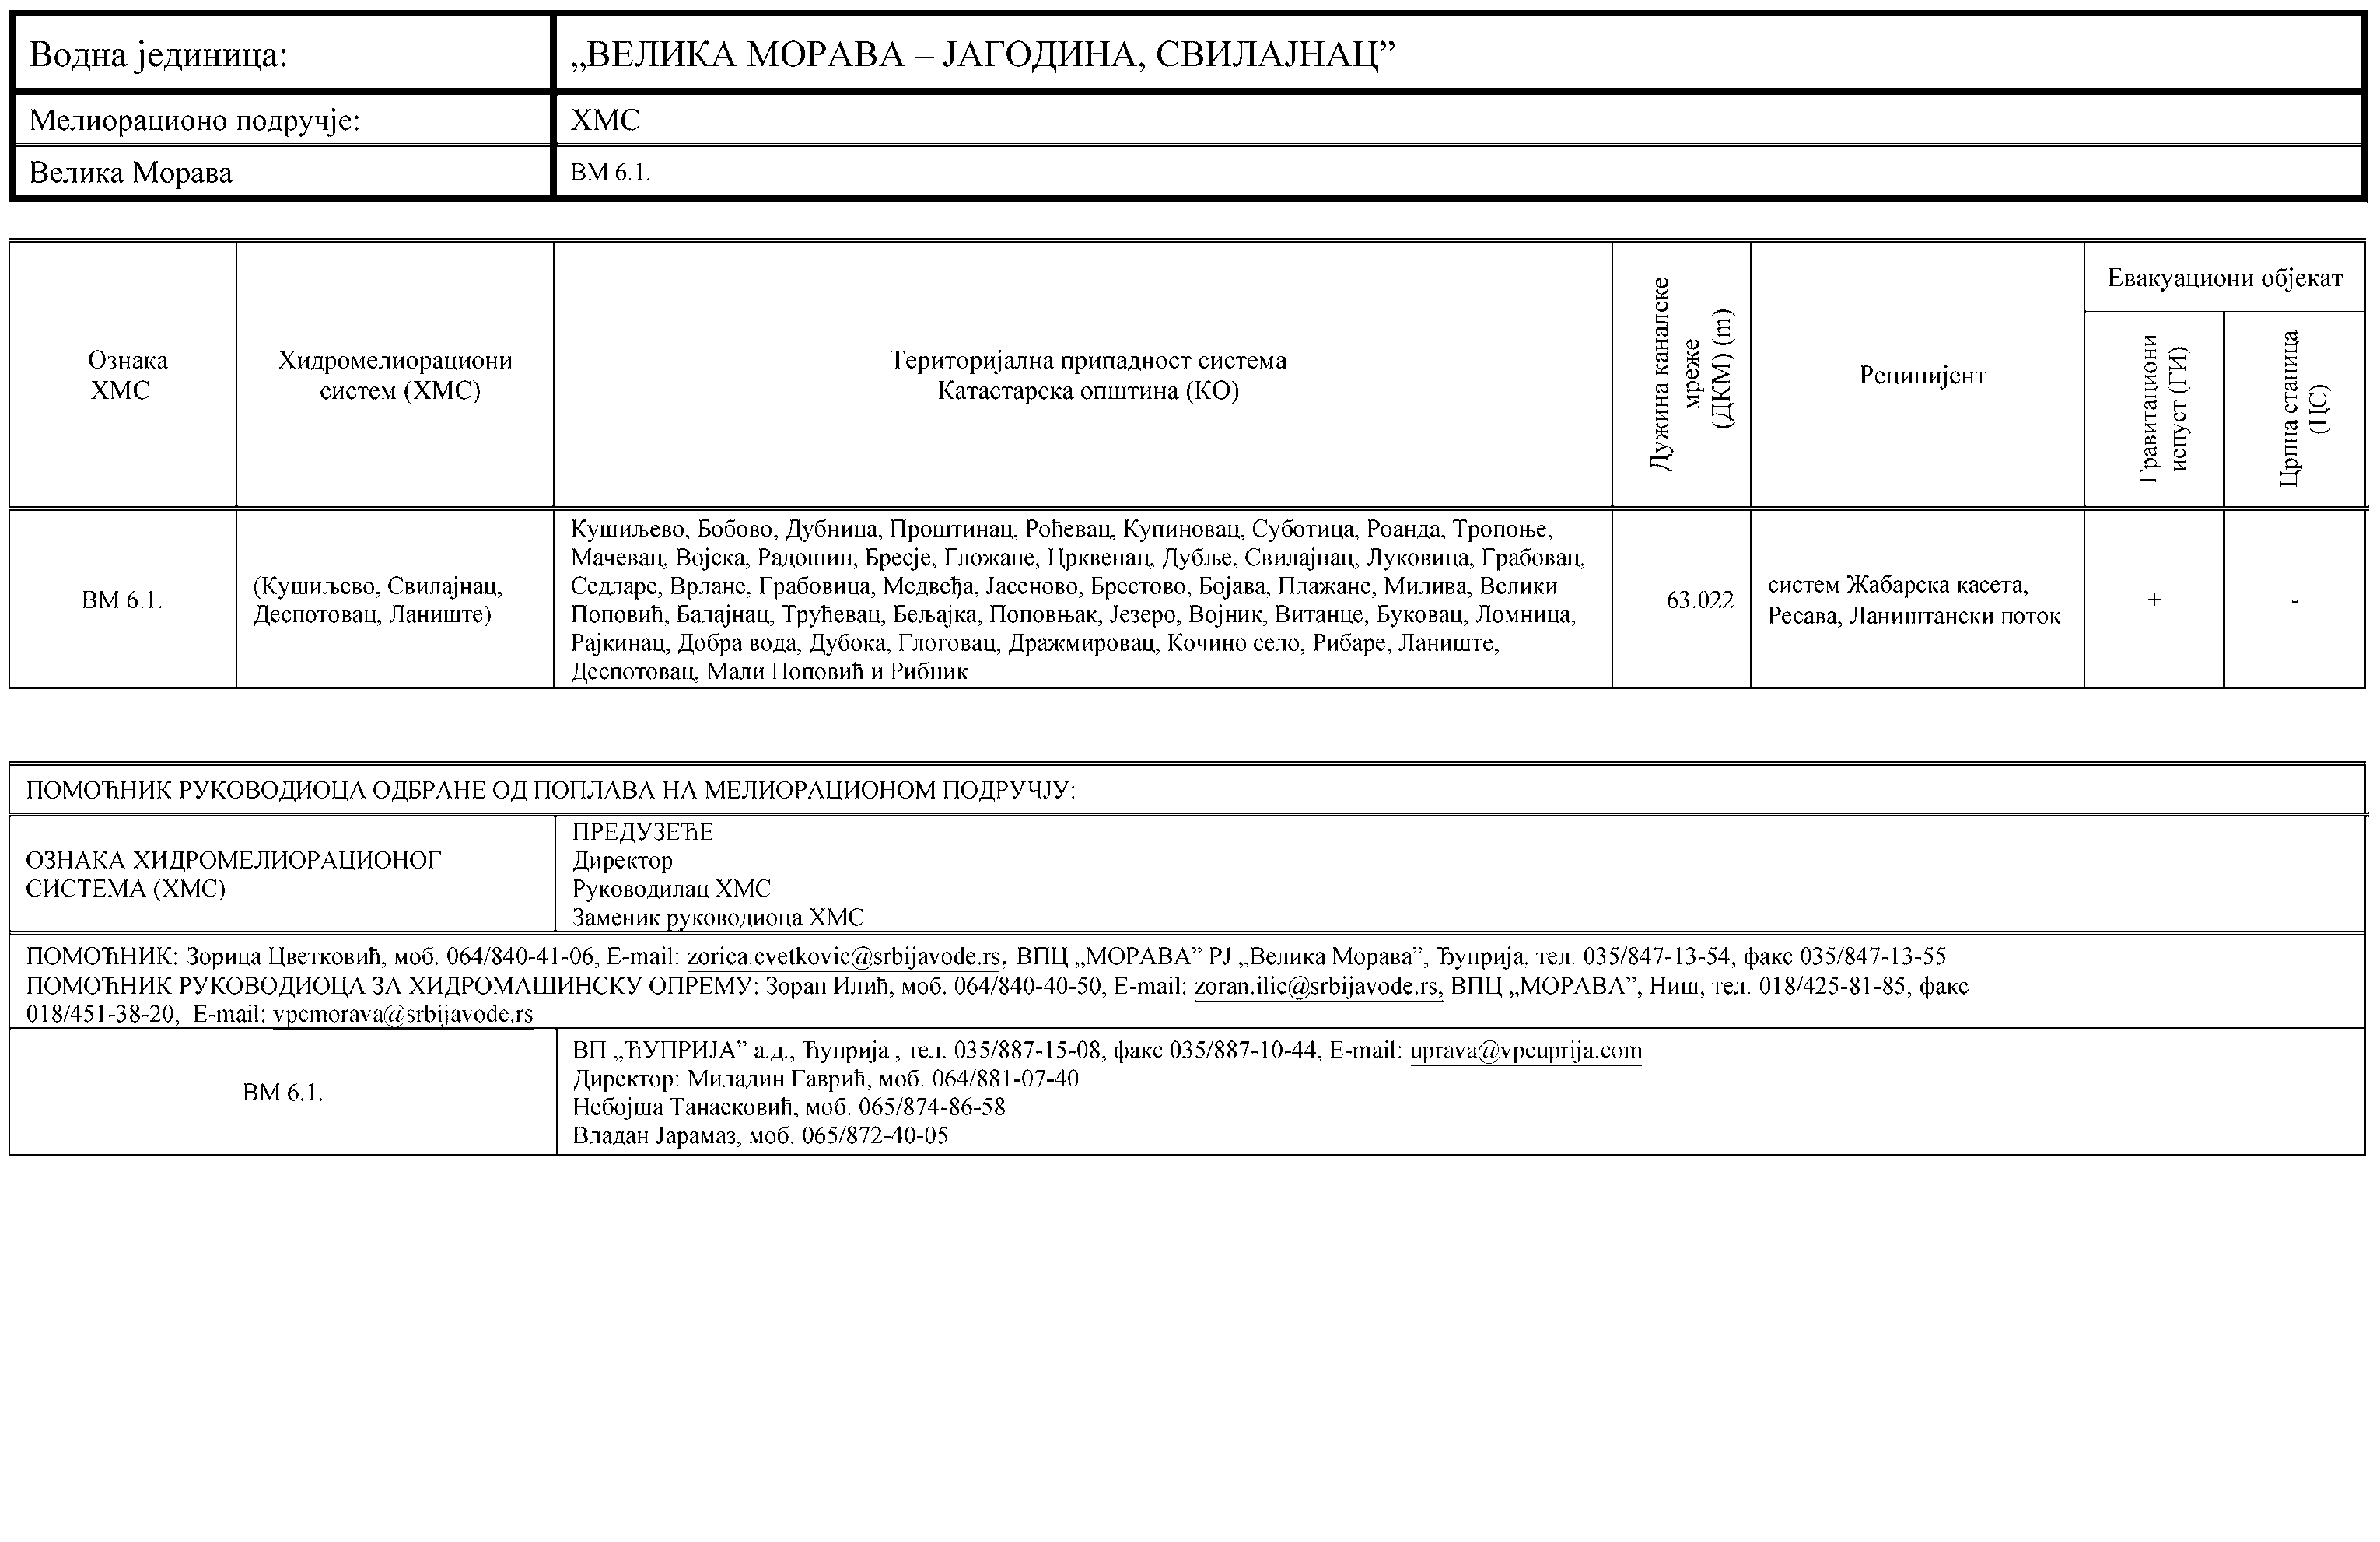 Водна јединица:
„ВЕЛИКА МОРАВА – ЈАГОДИНА, СВИЛАЈНАЦ”
Мелиорационо подручје:
ХМС
Велика Морава
ВМ 6.1.
Ознака
ХМС
Хидромелиорациони
систем (ХМС)
Територијална припадност система
Катастарска општина (КО)
Дужина каналске
мреже
(ДКМ) (m)
Реципијент
Евакуациони објекат
Гравитациони
испуст (ГИ)
Црпна станица
(ЦС)
ВМ 6.1.
(Кушиљево, Свилајнац,
Деспотовац, Ланиште)
Кушиљево, Бобово, Дубница, Проштинац, Роћевац, Купиновац, Суботица, Роанда, Тропоње,
Мачевац, Војска, Радошин, Бресје, Гложане, Црквенац, Дубље, Свилајнац, Луковица, Грабовац,
Седларе, Врлане, Грабовица, Медвеђа, Јасеново, Брестово, Бојава, Плажане, Милива, Велики
Поповић, Балајнац, Трућевац, Бељајка, Поповњак, Језеро, Војник, Витанце, Буковац, Ломница,
Рајкинац, Добра вода, Дубока, Глоговац, Дражмировац, Кочино село, Рибаре, Ланиште,
Деспотовац, Мали Поповић и Рибник
63.022
систем Жабарска касета,
Ресава, Лаништански поток
+
-
ПОМОЋНИК РУКОВОДИОЦА ОДБРАНЕ ОД ПОПЛАВА НА МЕЛИОРАЦИОНОМ ПОДРУЧЈУ:
ОЗНАКА ХИДРОМЕЛИОРАЦИОНОГ
СИСТЕМА (ХМС)
ПРЕДУЗЕЋЕ
Директор
Руководилац ХМС
Заменик руководиоца ХМС
ПОМОЋНИК: Зорица Цветковић, моб. 064/840-41-06, E-mail: zorica.cvetkovic@srbijavode.rs, ВПЦ „МОРАВА” РЈ „Велика Морава”, Ћуприја, тел. 035/847-13-54, факс 035/847-13-55
ПОМОЋНИК РУКОВОДИОЦА ЗА ХИДРОМАШИНСКУ ОПРЕМУ: Зоран Илић, моб. 064/840-40-50, E-mail: zoran.ilic@srbijavode.rs, ВПЦ „МОРАВА”, Ниш, тел. 018/425-81-85, факс
018/451-38-20, E-mail: vpcmorava@srbijavode.rs
ВМ 6.1.
ВП „ЋУПРИЈА” а.д., Ћуприја , тел. 035/887-15-08, факс 035/887-10-44, E-mail: uprava@vpcuprija.com
Директор: Миладин Гаврић, моб. 064/881-07-40
Небојша Танасковић, моб. 065/874-86-58
Владан Јарамаз, моб. 065/872-40-05